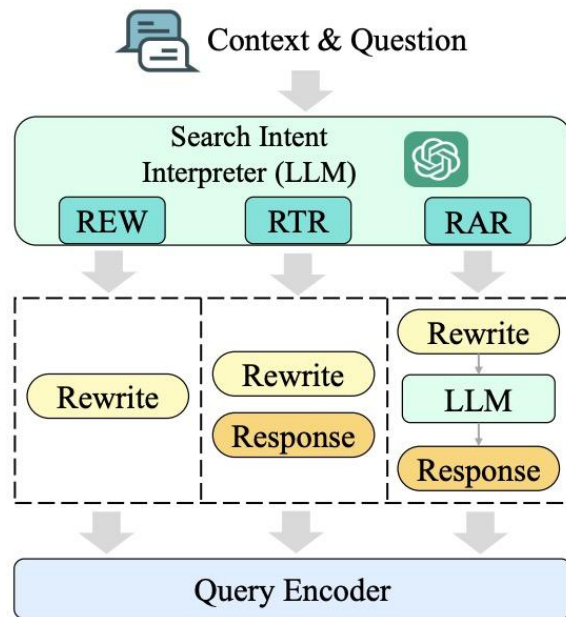 Context & Question
Search Intent
Interpreter (LLM)
REW RTR RAR
Rewrite
Rewrite
Response
Rewrite
LLM
Response
Query Encoder